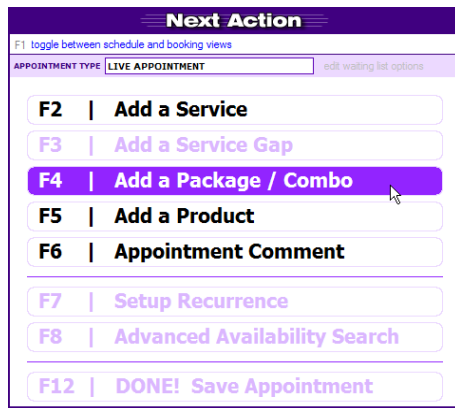 Next Action
F1 toggle between schedule and booking views
APPOINTMENT TYPE LIVE APPOINTMENT edit waiting list options
F2 | Add a Service
F3 | Add a Service Gap
F4 | Add a Package / Combo
F5 | Add a Product
F6 | Appointment Comment
F7 | Setup Recurrence
F8 | Advanced Availability Search
F12 | DONE! Save Appointment